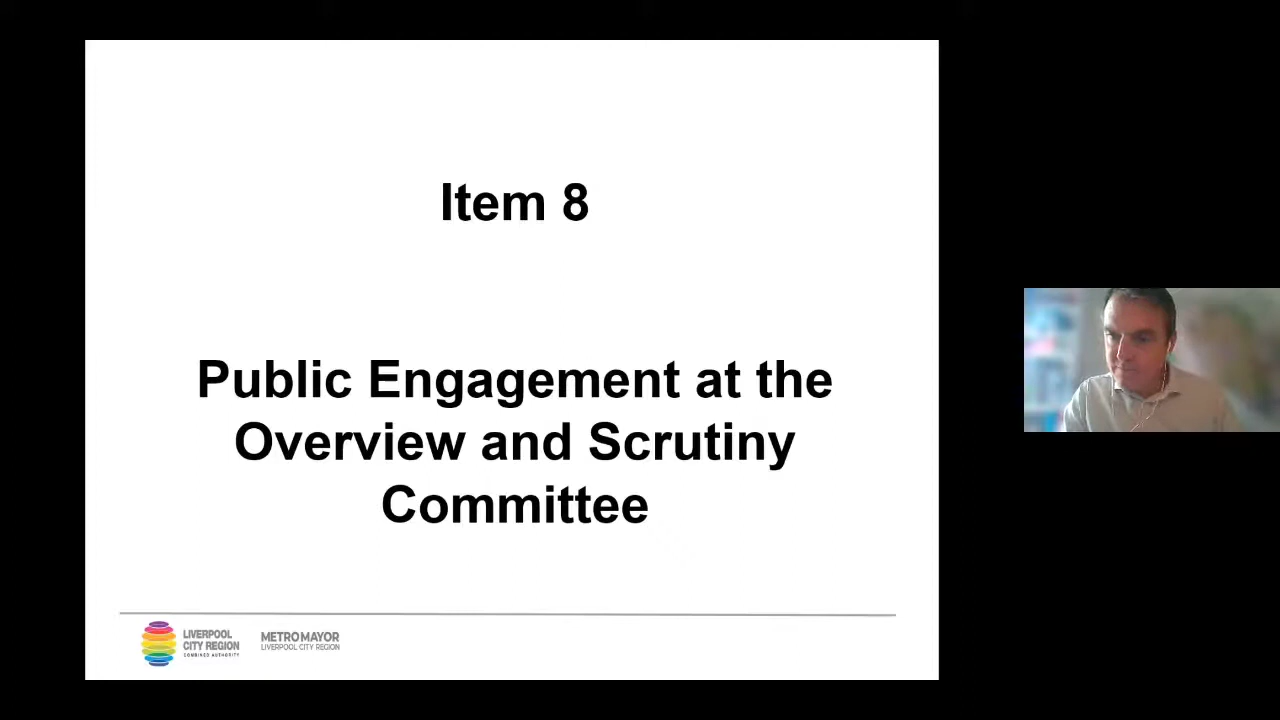 Item 8
Public Engagement at the
Overview and Scrutiny
Committee
LIVERPOOL
CITY REGION
COMBINED AUTHORITY
METRO MAYOR
LIVERPOOL CITY REGION